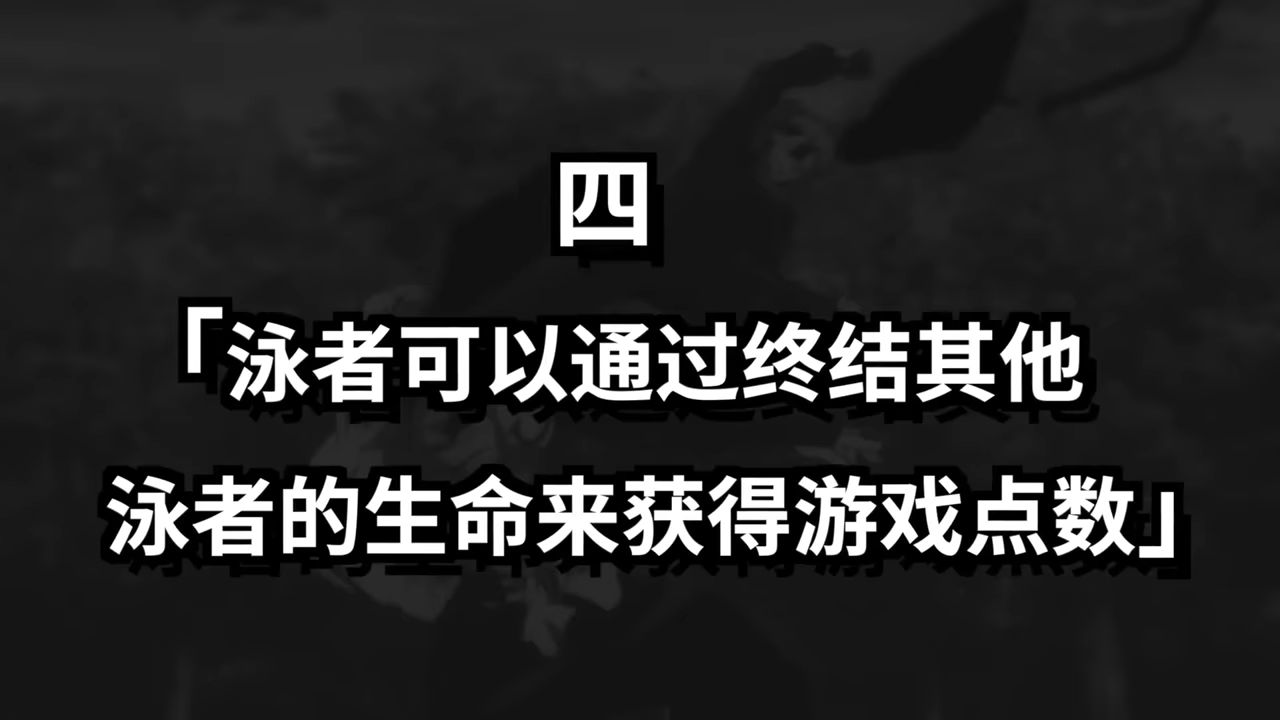 四
「泳者可以通过终结其他
泳者的生命来获得游戏点数」